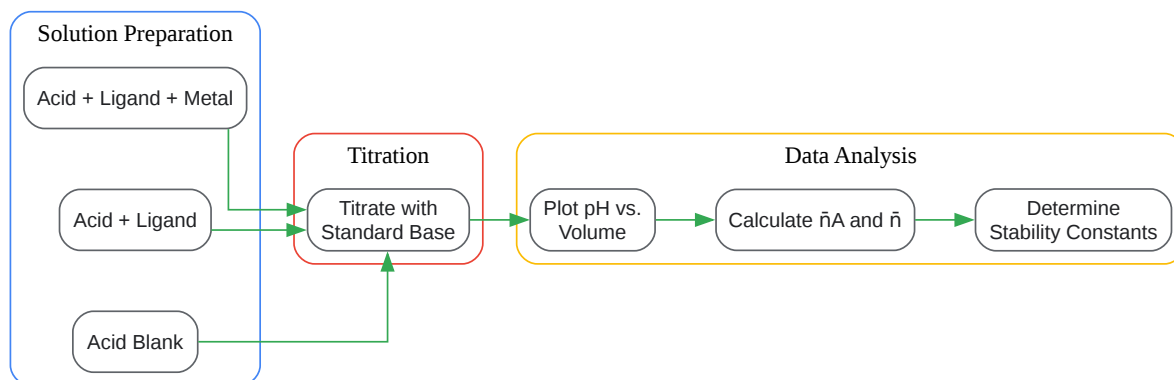 Solution Preparation
Acid + Ligand + Metal
Acid + Ligand
Acid Blank
Titration
Titrate with
Standard Base
Data Analysis
Plot pH vs.
Volume
Calculate n̄A and n̄
Determine
Stability Constants